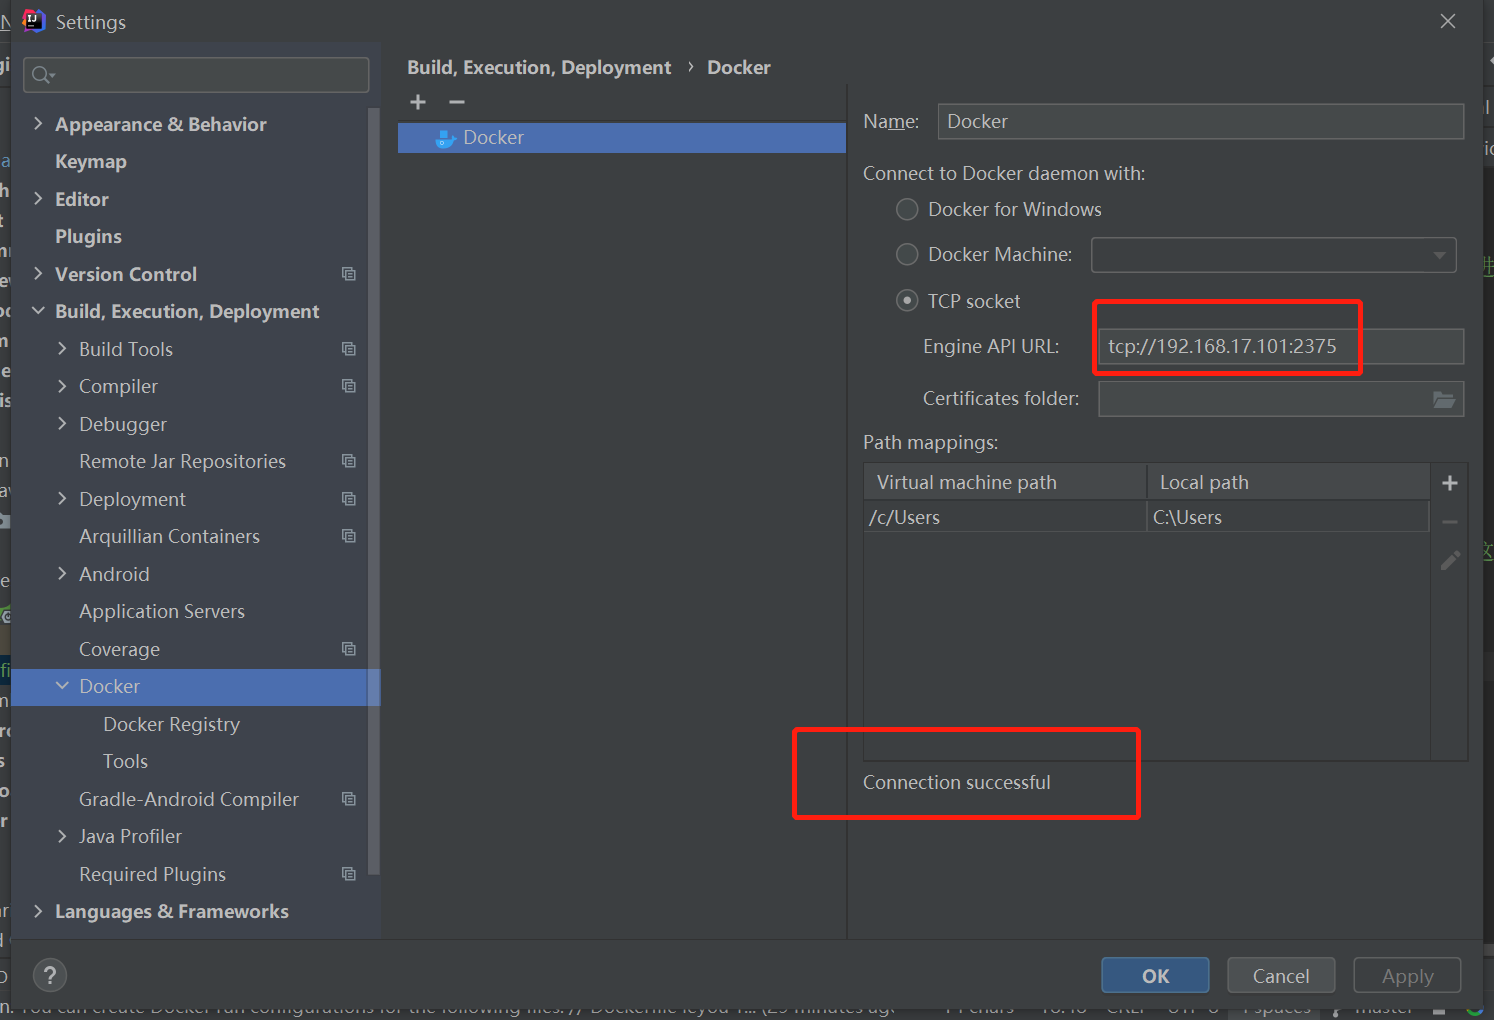 Settings
Appearance & Behavior
Keymap
Editor
Plugins
Version Control
Build, Execution, Deployment
Build Tools
Compiler
Debugger
Remote Jar Repositories
Deployment
Arquillian Containers
Android
Application Servers
Coverage
Docker
Docker Registry
Tools
Gradle-Android Compiler
Java Profiler
Required Plugins
Languages & Frameworks
Build, Execution, Deployment › Docker
Docker
Name: Docker
Connect to Docker daemon with:
Docker for Windows
Docker Machine:
TCP socket
Engine API URL: tcp://192.168.17.101:2375
Certificates folder:
Path mappings:
Virtual machine path Local path
/c/Users C:\Users
Connection successful
? OK Cancel Apply